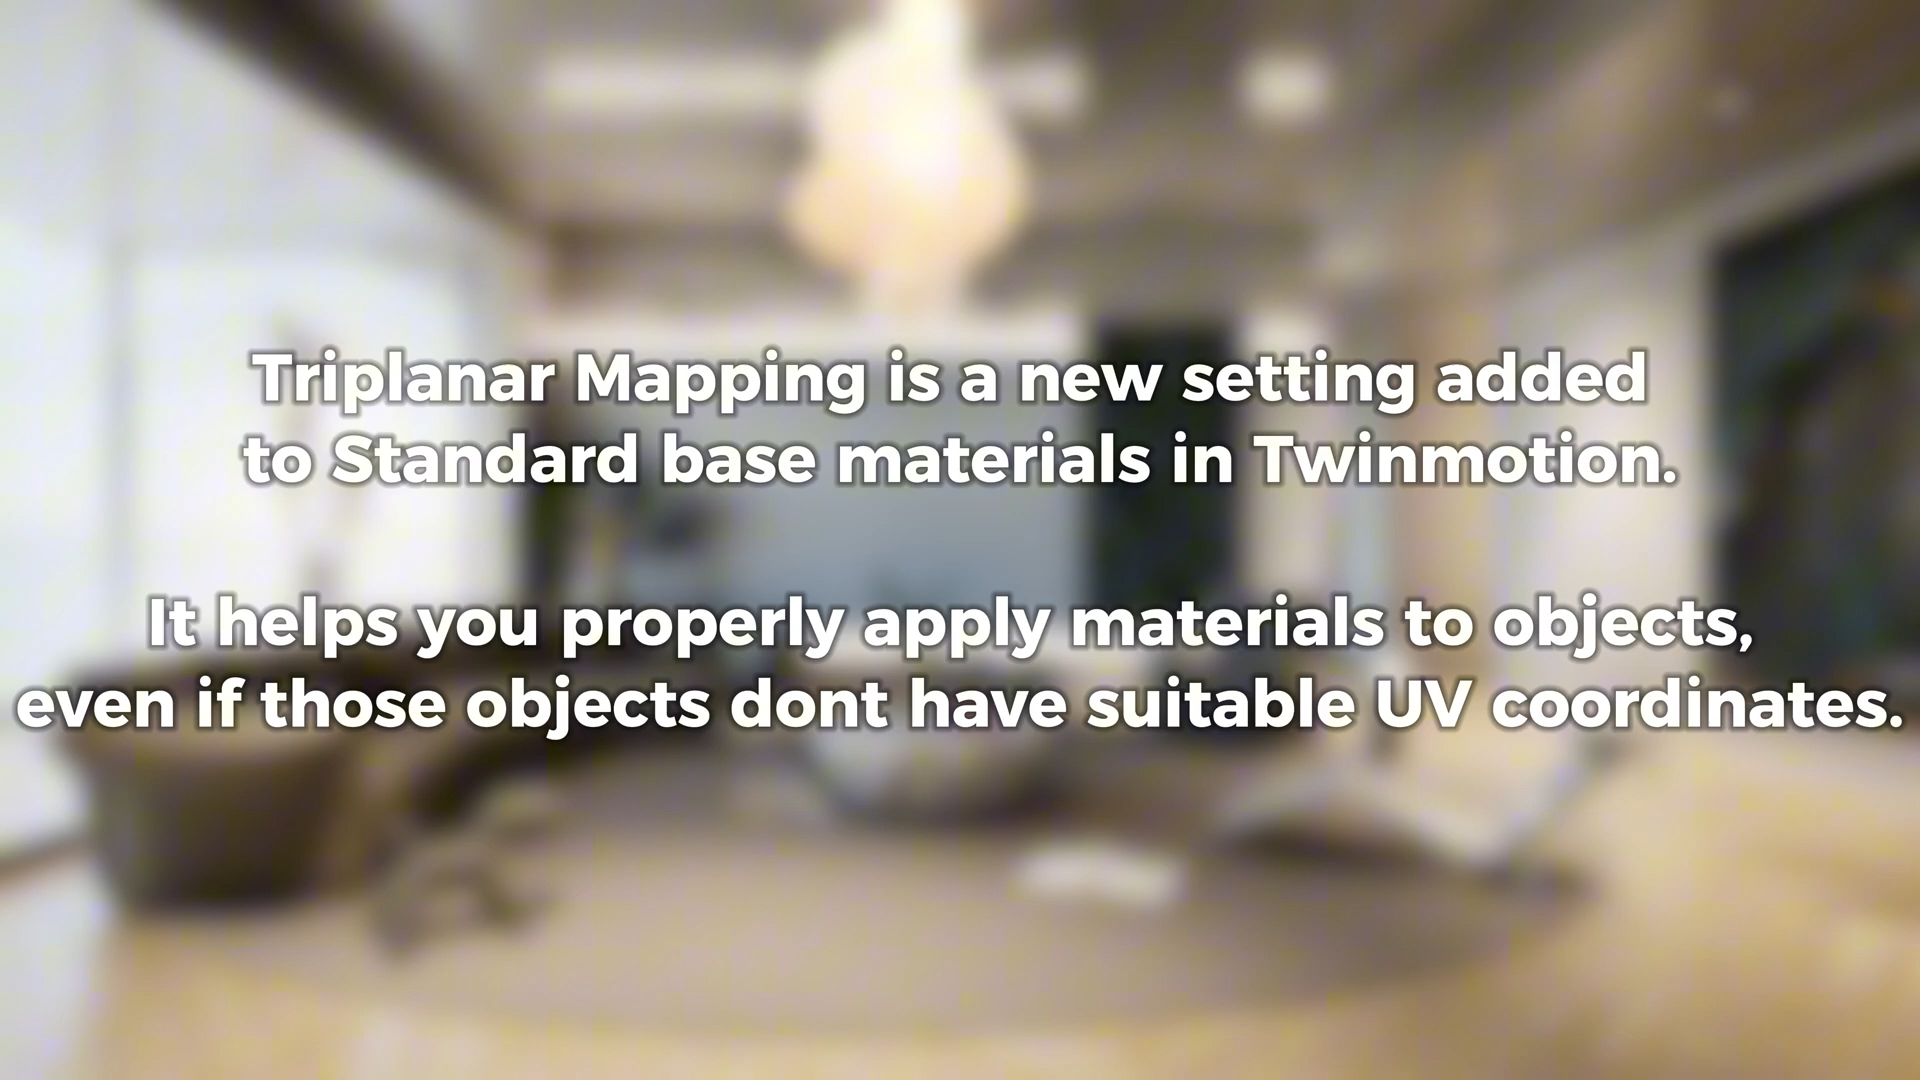 Triplanar Mapping is a new setting added
to Standard base materials in Twinmotion.
It helps you properly apply materials to objects,
even if those objects dont have suitable UV coordinates.